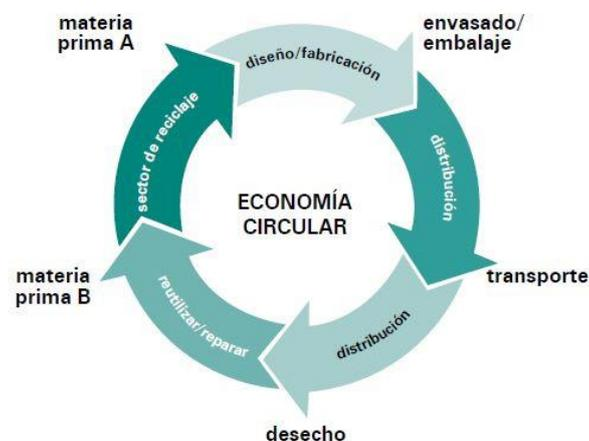 materia
prima A
diseño/fabricación
envasado/
embalaje
distribución
transporte
distribución
desecho
reutilizar/reparar
materia
prima B
sector de reciclaje
ECONOMÍA
CIRCULAR